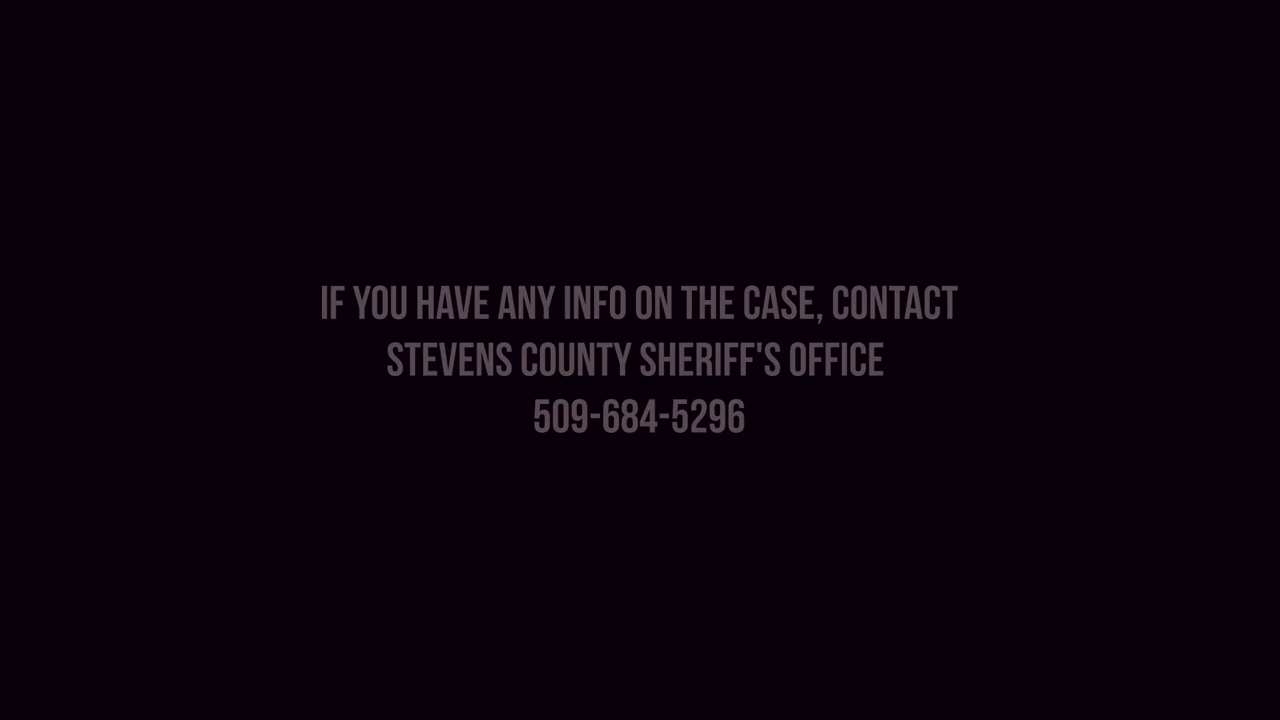 IF YOU HAVE ANY INFO ON THE CASE, CONTACT
STEVENS COUNTY SHERIFF'S OFFICE
509-684-5296